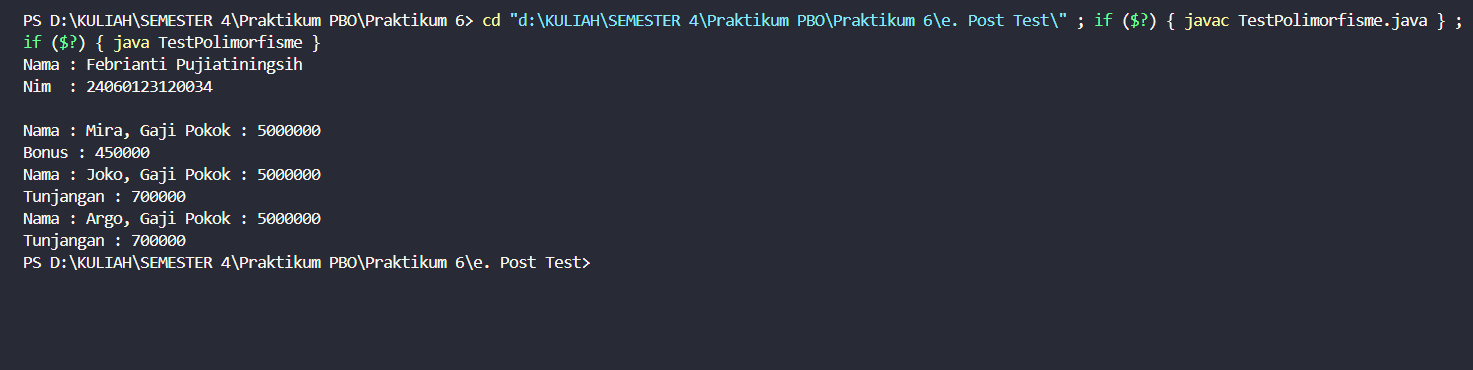 PS D:\KULIAH\SEMESTER 4\Praktikum PBO\Praktikum 6> cd "d:\KULIAH\SEMESTER 4\Praktikum PBO\Praktikum 6\e. Post Test\" ; if ($?) { javac TestPolimorfisme.java } ;
if ($?) { java TestPolimorfisme }
Nama : Febrianti Pujiatiningsih
Nim  : 24060123120034
Nama : Mira, Gaji Pokok : 5000000
Bonus : 450000
Nama : Joko, Gaji Pokok : 5000000
Tunjangan : 700000
Nama : Argo, Gaji Pokok : 5000000
Tunjangan : 700000
PS D:\KULIAH\SEMESTER 4\Praktikum PBO\Praktikum 6\e. Post Test>